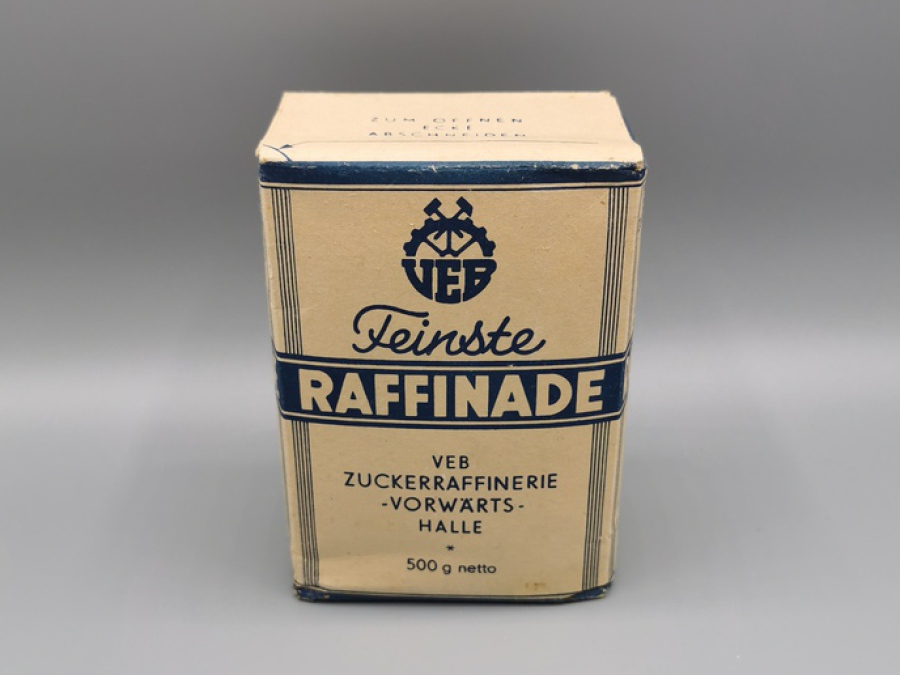 ZUM ÖFFNEN
ECKE
ABSCHNEIDEN
VEB
Feinste
RAFFINADE
VEB
ZUCKERRAFFINERIE
-VORWÄRTS-
HALLE
*
500 g netto